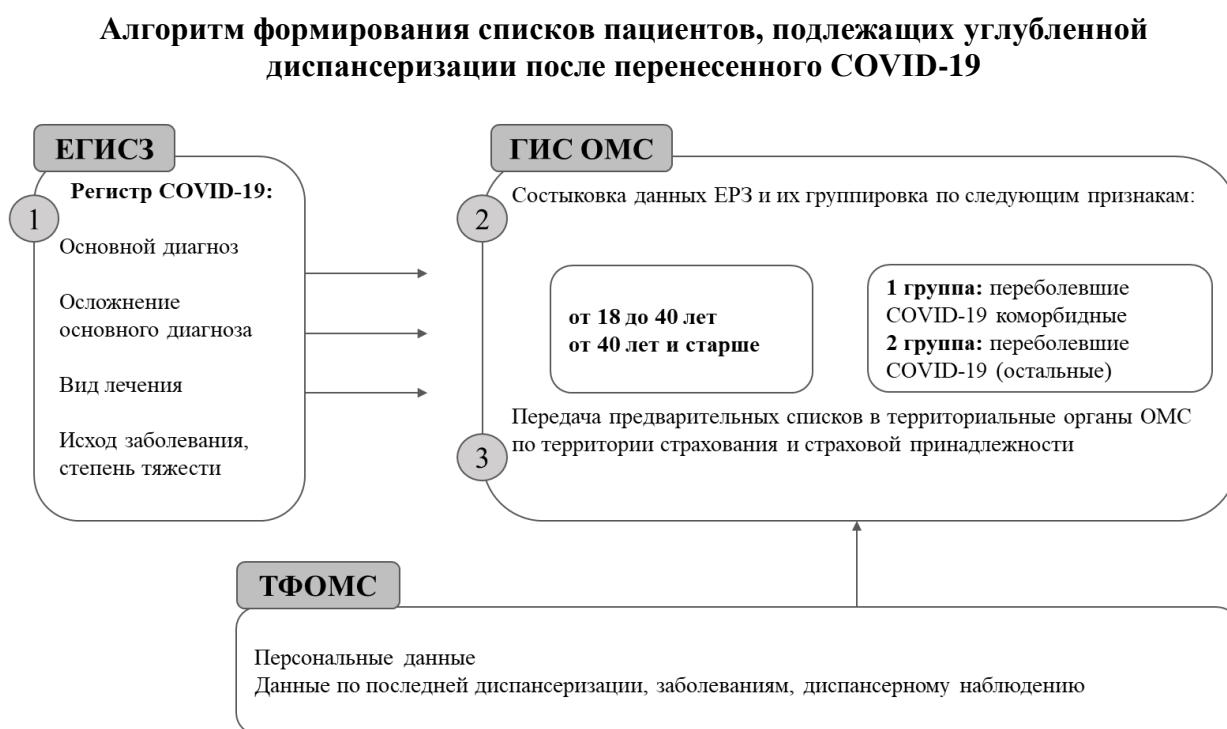 Алгоритм формирования списков пациентов, подлежащих углубленной
диспансеризации после перенесенного COVID-19
ЕГИСЗ
1
Регистр COVID-19:
Основной диагноз
Осложнение
основного диагноза
Вид лечения
Исход заболевания,
степень тяжести
ГИС ОМС
2
Состыковка данных ЕРЗ и их группировка по следующим признакам:
от 18 до 40 лет
от 40 лет и старше
1 группа: переболевшие
COVID-19 коморбидные
2 группа: переболевшие
COVID-19 (остальные)
3
Передача предварительных списков в территориальные органы ОМС
по территории страхования и страховой принадлежности
ТФОМС
Персональные данные
Данные по последней диспансеризации, заболеваниям, диспансерному наблюдению